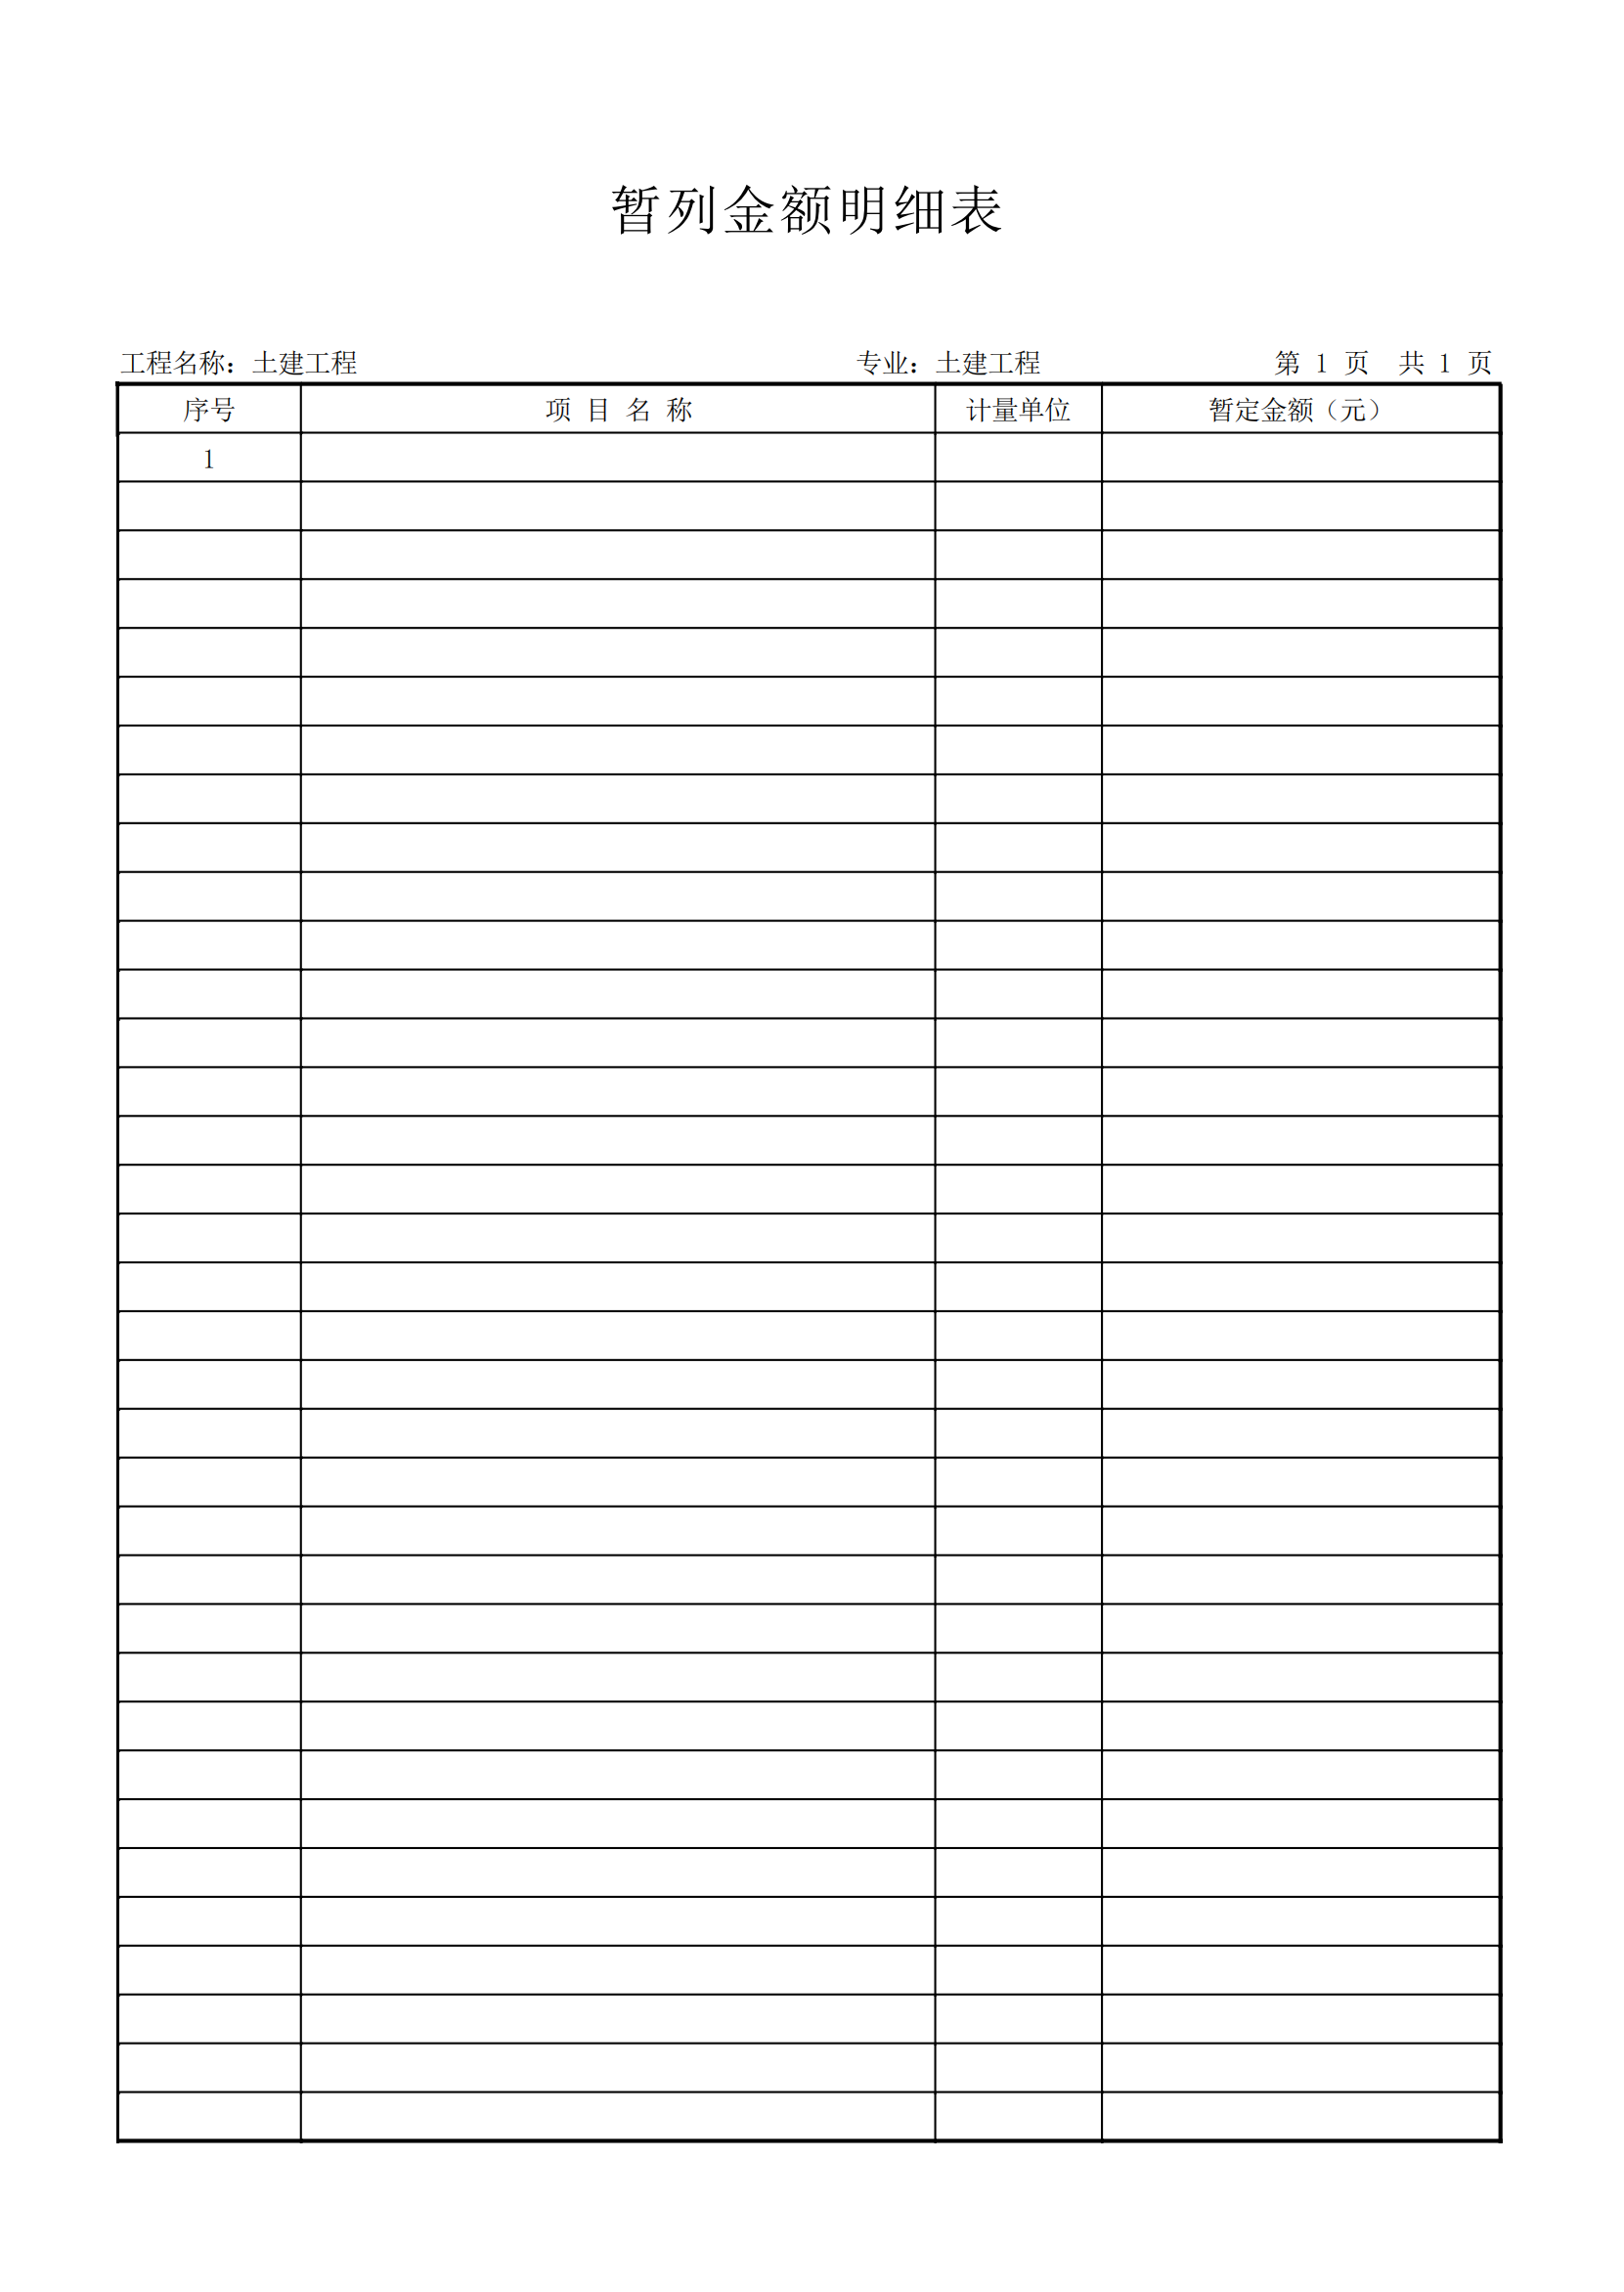 暂列金额明细表
工程名称：土建工程 专业：土建工程 第 1 页 共 1 页
序号 项 目 名 称 计量单位 暂定金额（元）
1